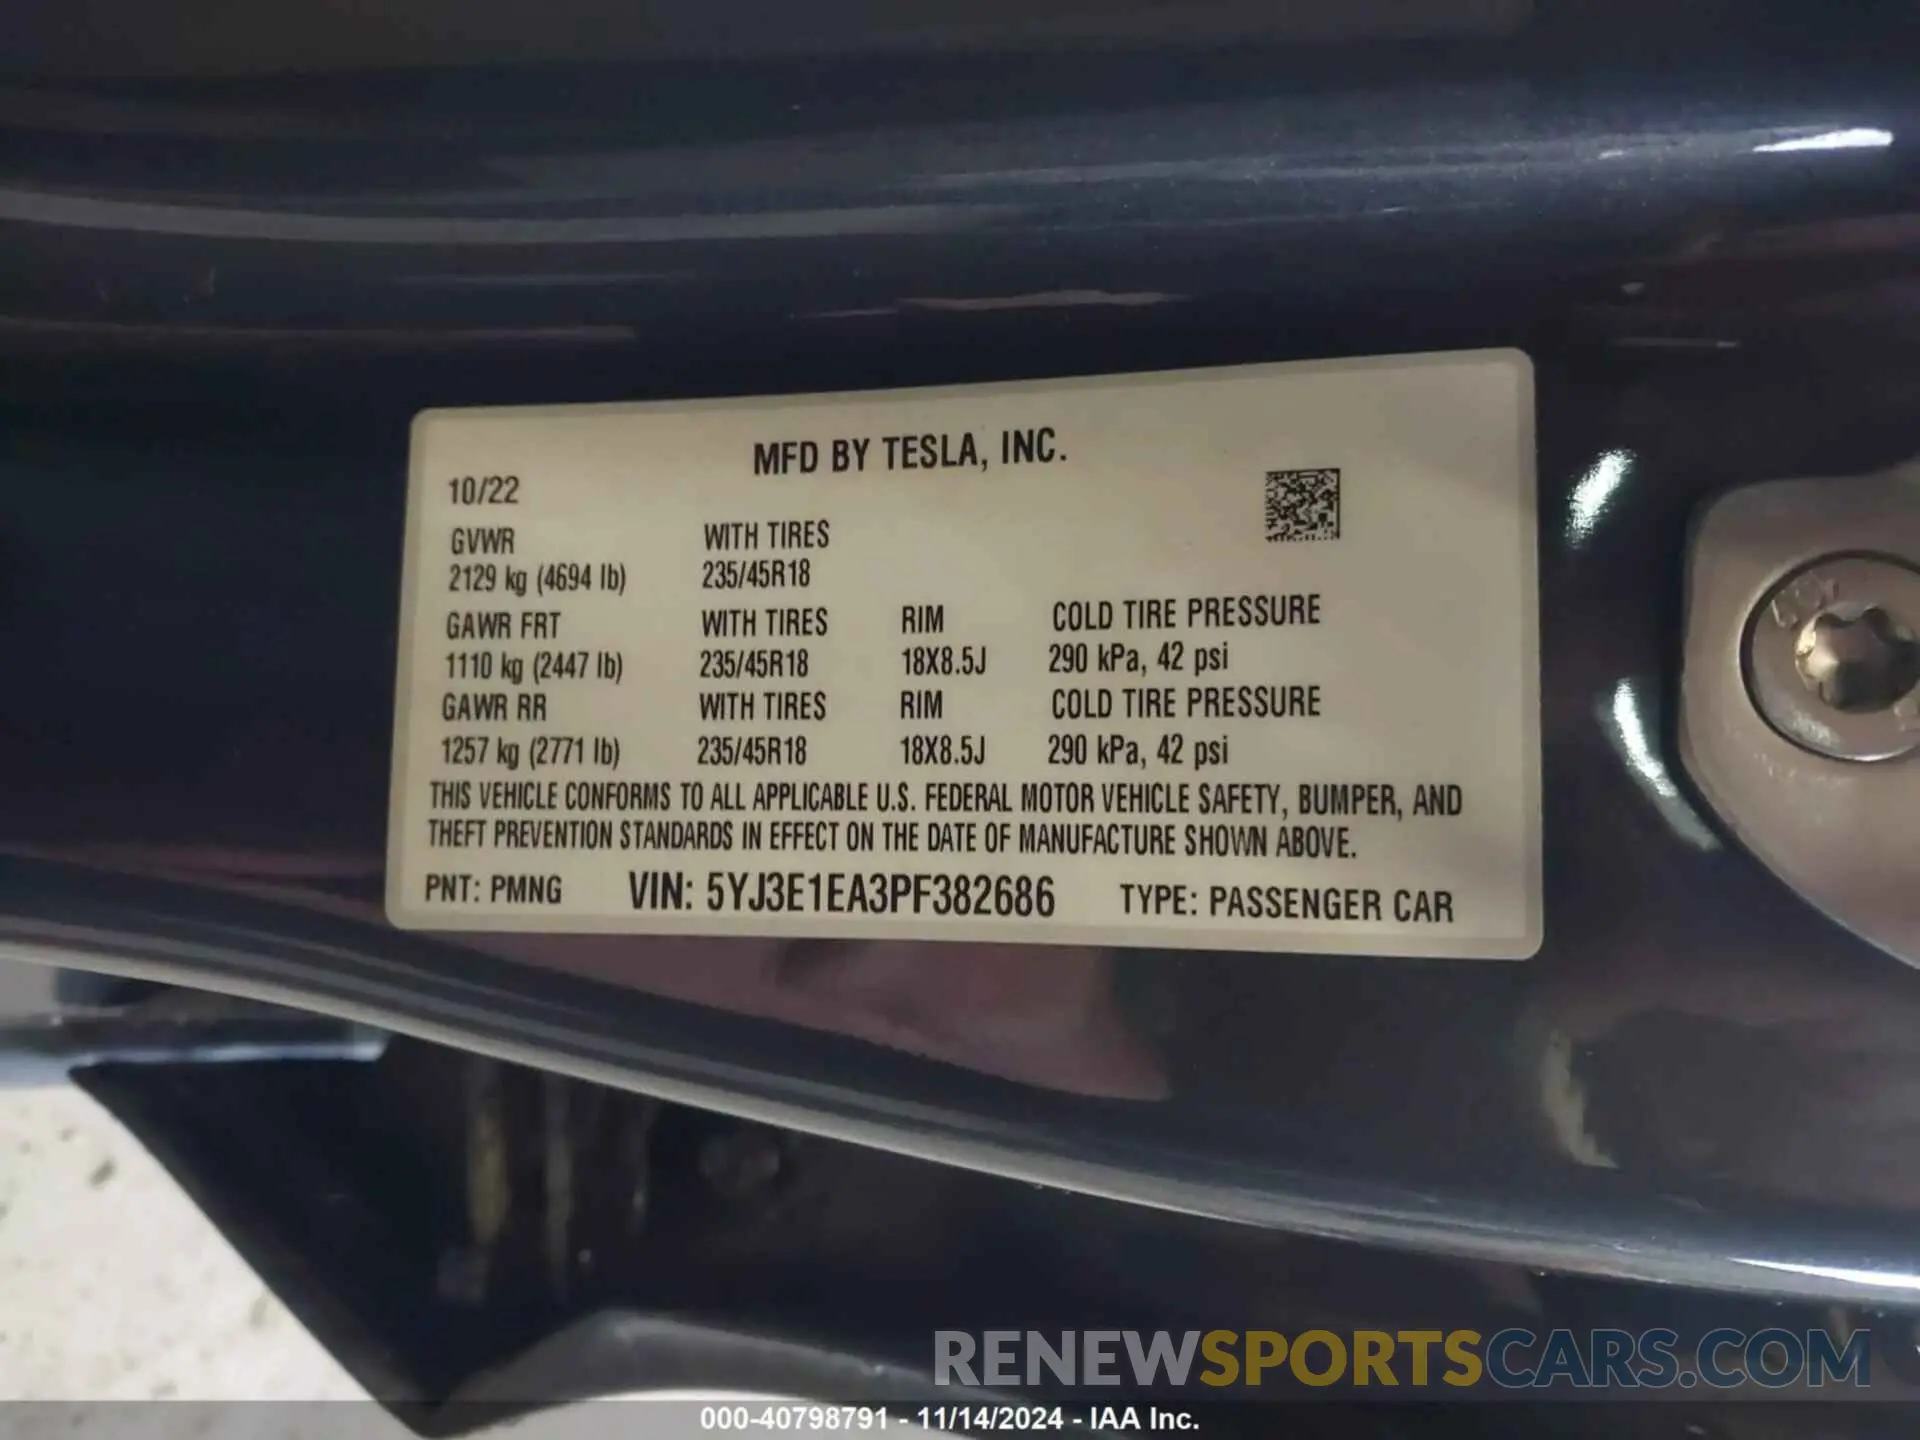 MFD BY TESLA, INC.
10/22
GVWR WITH TIRES
2129 kg (4694 lb) 235/45R18
GAWR FRT WITH TIRES RIM COLD TIRE PRESSURE
1110 kg (2447 lb) 235/45R18 18X8.5J 290 kPa, 42 psi
GAWR RR WITH TIRES RIM COLD TIRE PRESSURE
1257 kg (2771 lb) 235/45R18 18X8.5J 290 kPa, 42 psi
THIS VEHICLE CONFORMS TO ALL APPLICABLE U.S. FEDERAL MOTOR VEHICLE SAFETY, BUMPER, AND
THEFT PREVENTION STANDARDS IN EFFECT ON THE DATE OF MANUFACTURE SHOWN ABOVE.
PNT: PMNG VIN: 5YJ3E1EA3PF382686 TYPE: PASSENGER CAR
RENEWSPORTSCARS.COM
000-40798791 - 11/14/2024 - IAA Inc.